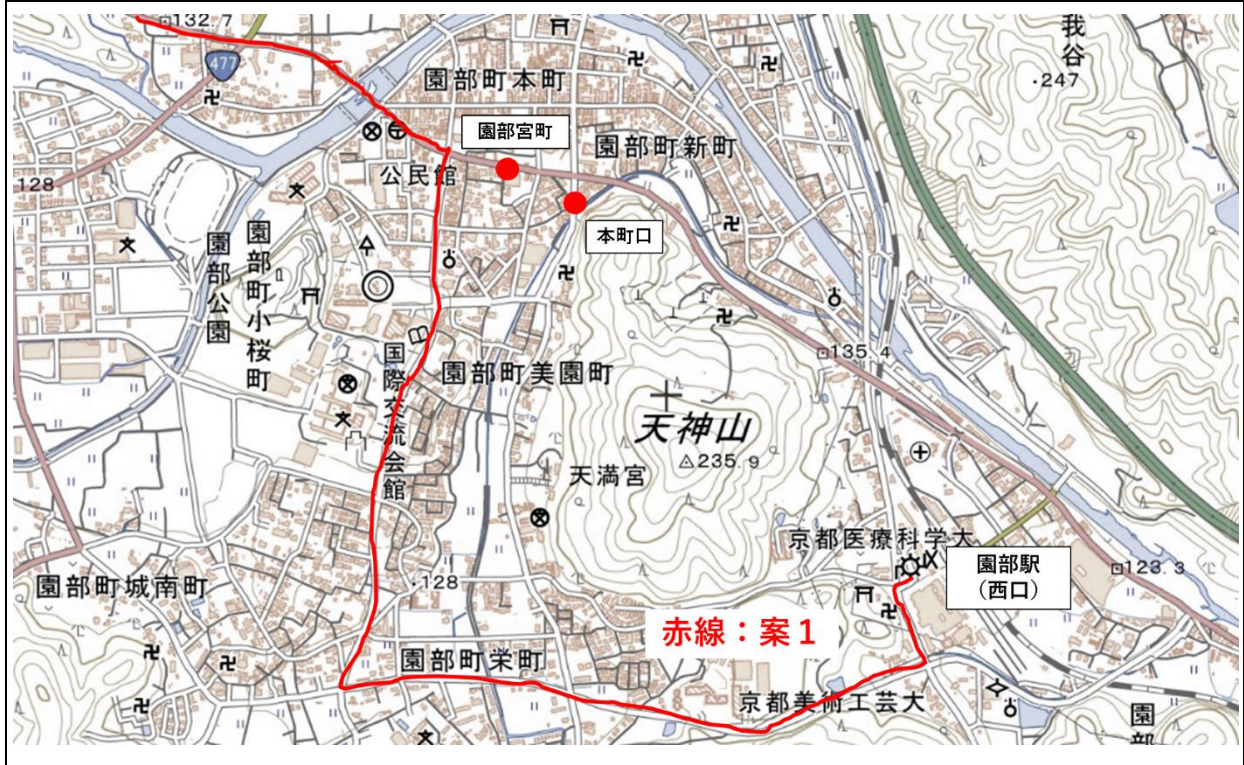 132.7
477
園部町本町
園部宮町
園部町新町
我谷
247
128
公民館
本町口
園部公園
園部町小桜町
国際交流会館
園部町美園町
135.4
天神山
235.9
天満宮
京都医療科学大
園部駅
(西口)
123.3
園部町城南町
128
赤線：案1
園部町栄町
京都美術工芸大
園部